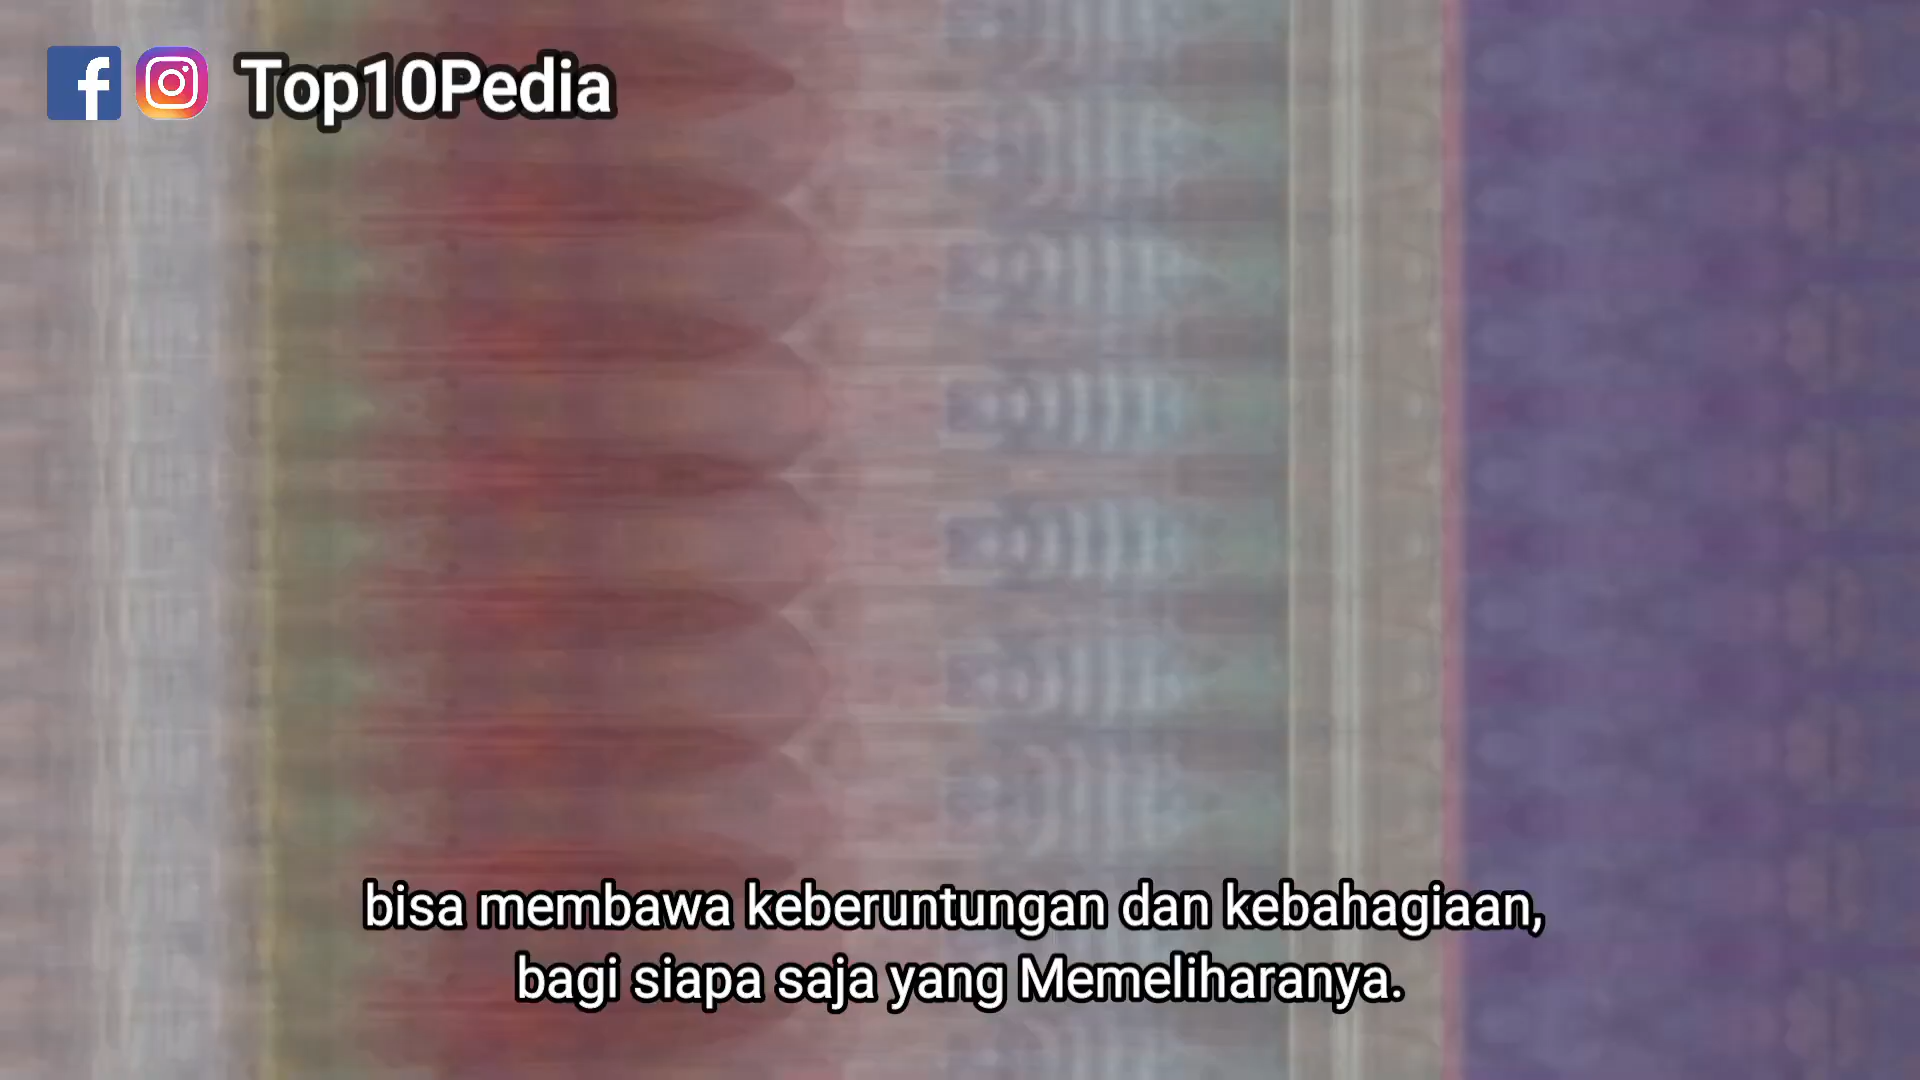 Top10Pedia
bisa membawa keberuntungan dan kebahagiaan,
bagi siapa saja yang Memeliharanya.